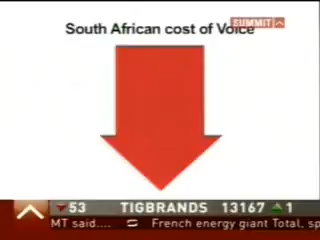 South African cost of Voice
SUMMIT
53 TIGBRANDS 13167 1
MT said.... French energy giant Total, sp